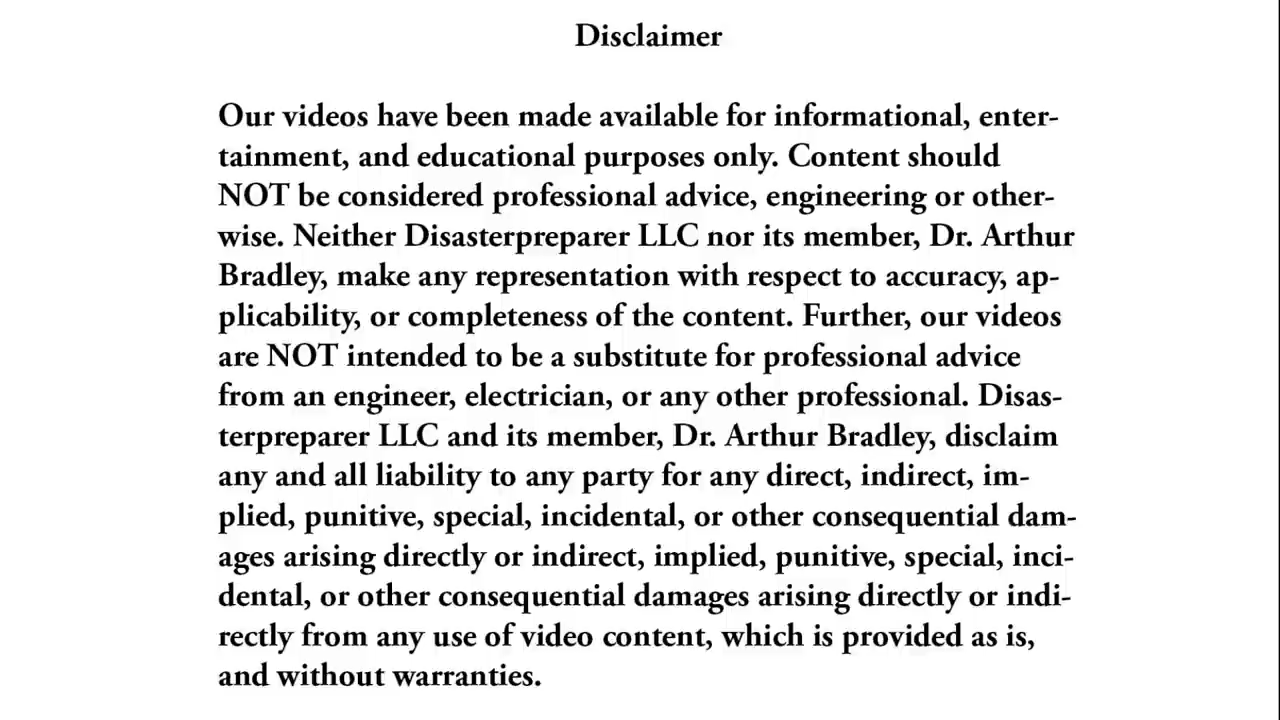 Disclaimer
Our videos have been made available for informational, enter-
tainment, and educational purposes only. Content should
NOT be considered professional advice, engineering or other-
wise. Neither Disasterpreparer LLC nor its member, Dr. Arthur
Bradley, make any representation with respect to accuracy, ap-
plicability, or completeness of the content. Further, our videos
are NOT intended to be a substitute for professional advice
from an engineer, electrician, or any other professional. Disas-
terpreparer LLC and its member, Dr. Arthur Bradley, disclaim
any and all liability to any party for any direct, indirect, im-
plied, punitive, special, incidental, or other consequential dam-
ages arising directly or indirect, implied, punitive, special, inci-
dental, or other consequential damages arising directly or indi-
rectly from any use of video content, which is provided as is,
and without warranties.